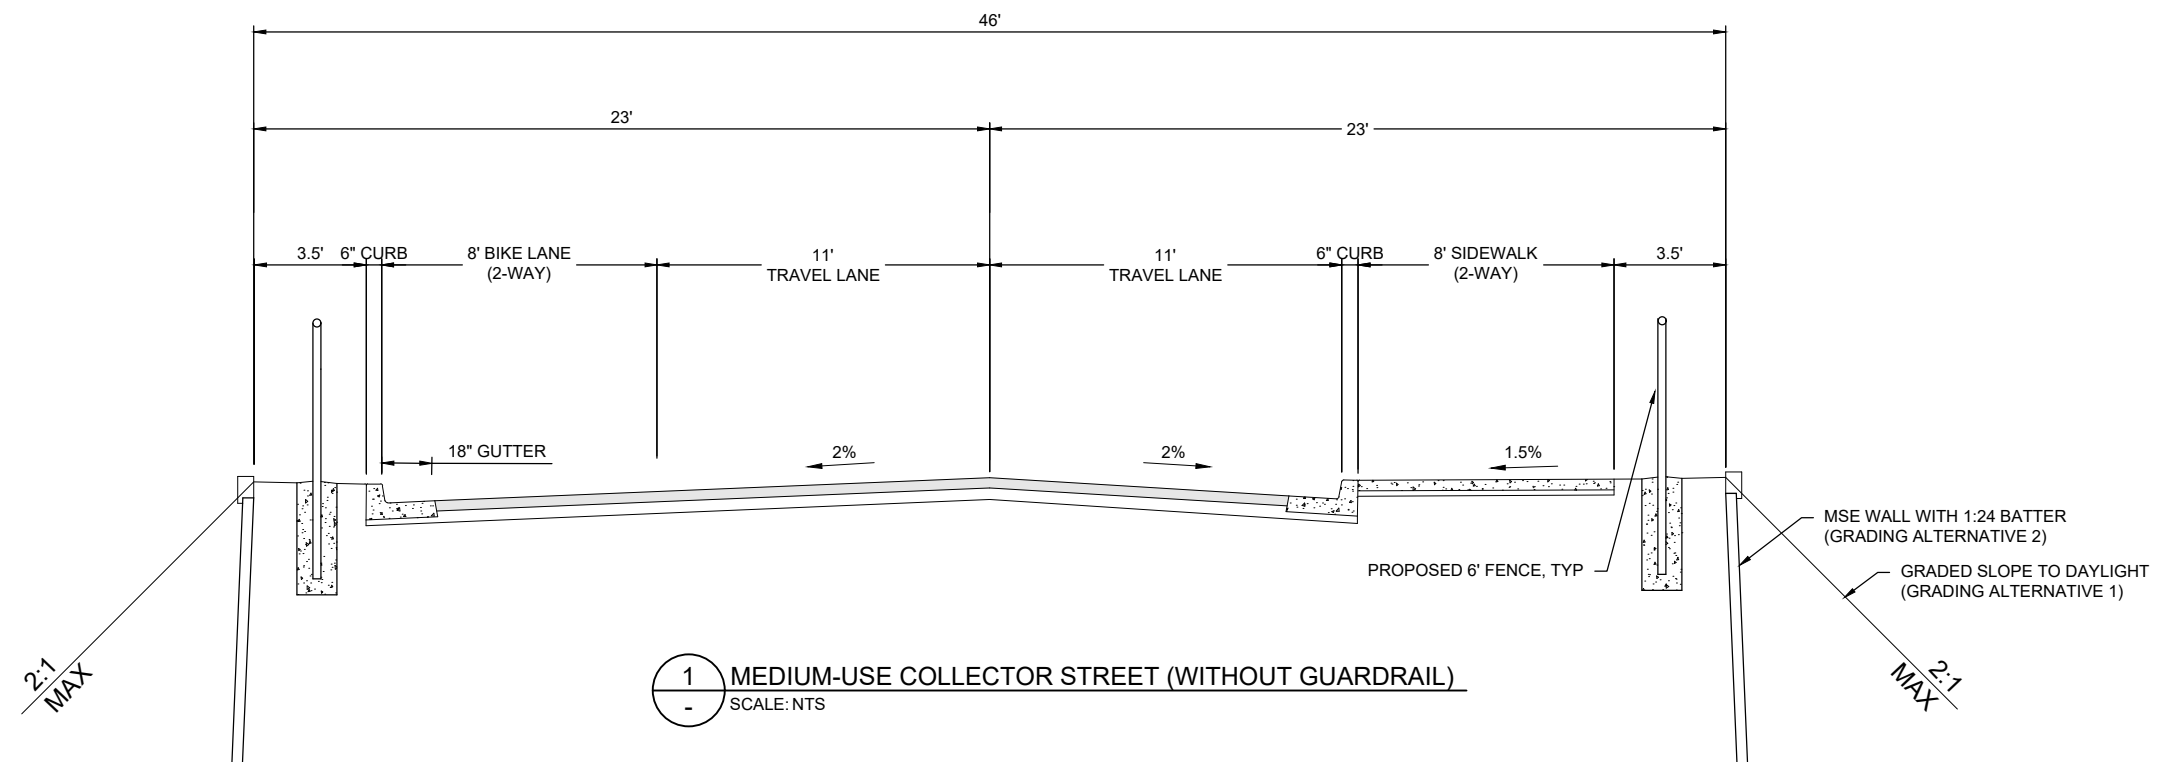 46'
23'
23'
3.5'
6" CURB
8' BIKE LANE
(2-WAY)
11'
TRAVEL LANE
11'
TRAVEL LANE
6" CURB
8' SIDEWALK
(2-WAY)
3.5'
18" GUTTER
2%
2%
1.5%
MSE WALL WITH 1:24 BATTER
(GRADING ALTERNATIVE 2)
PROPOSED 6' FENCE, TYP
GRADED SLOPE TO DAYLIGHT
(GRADING ALTERNATIVE 1)
2:1
MAX
2:1
MAX
1
-
MEDIUM-USE COLLECTOR STREET (WITHOUT GUARDRAIL)
SCALE: NTS